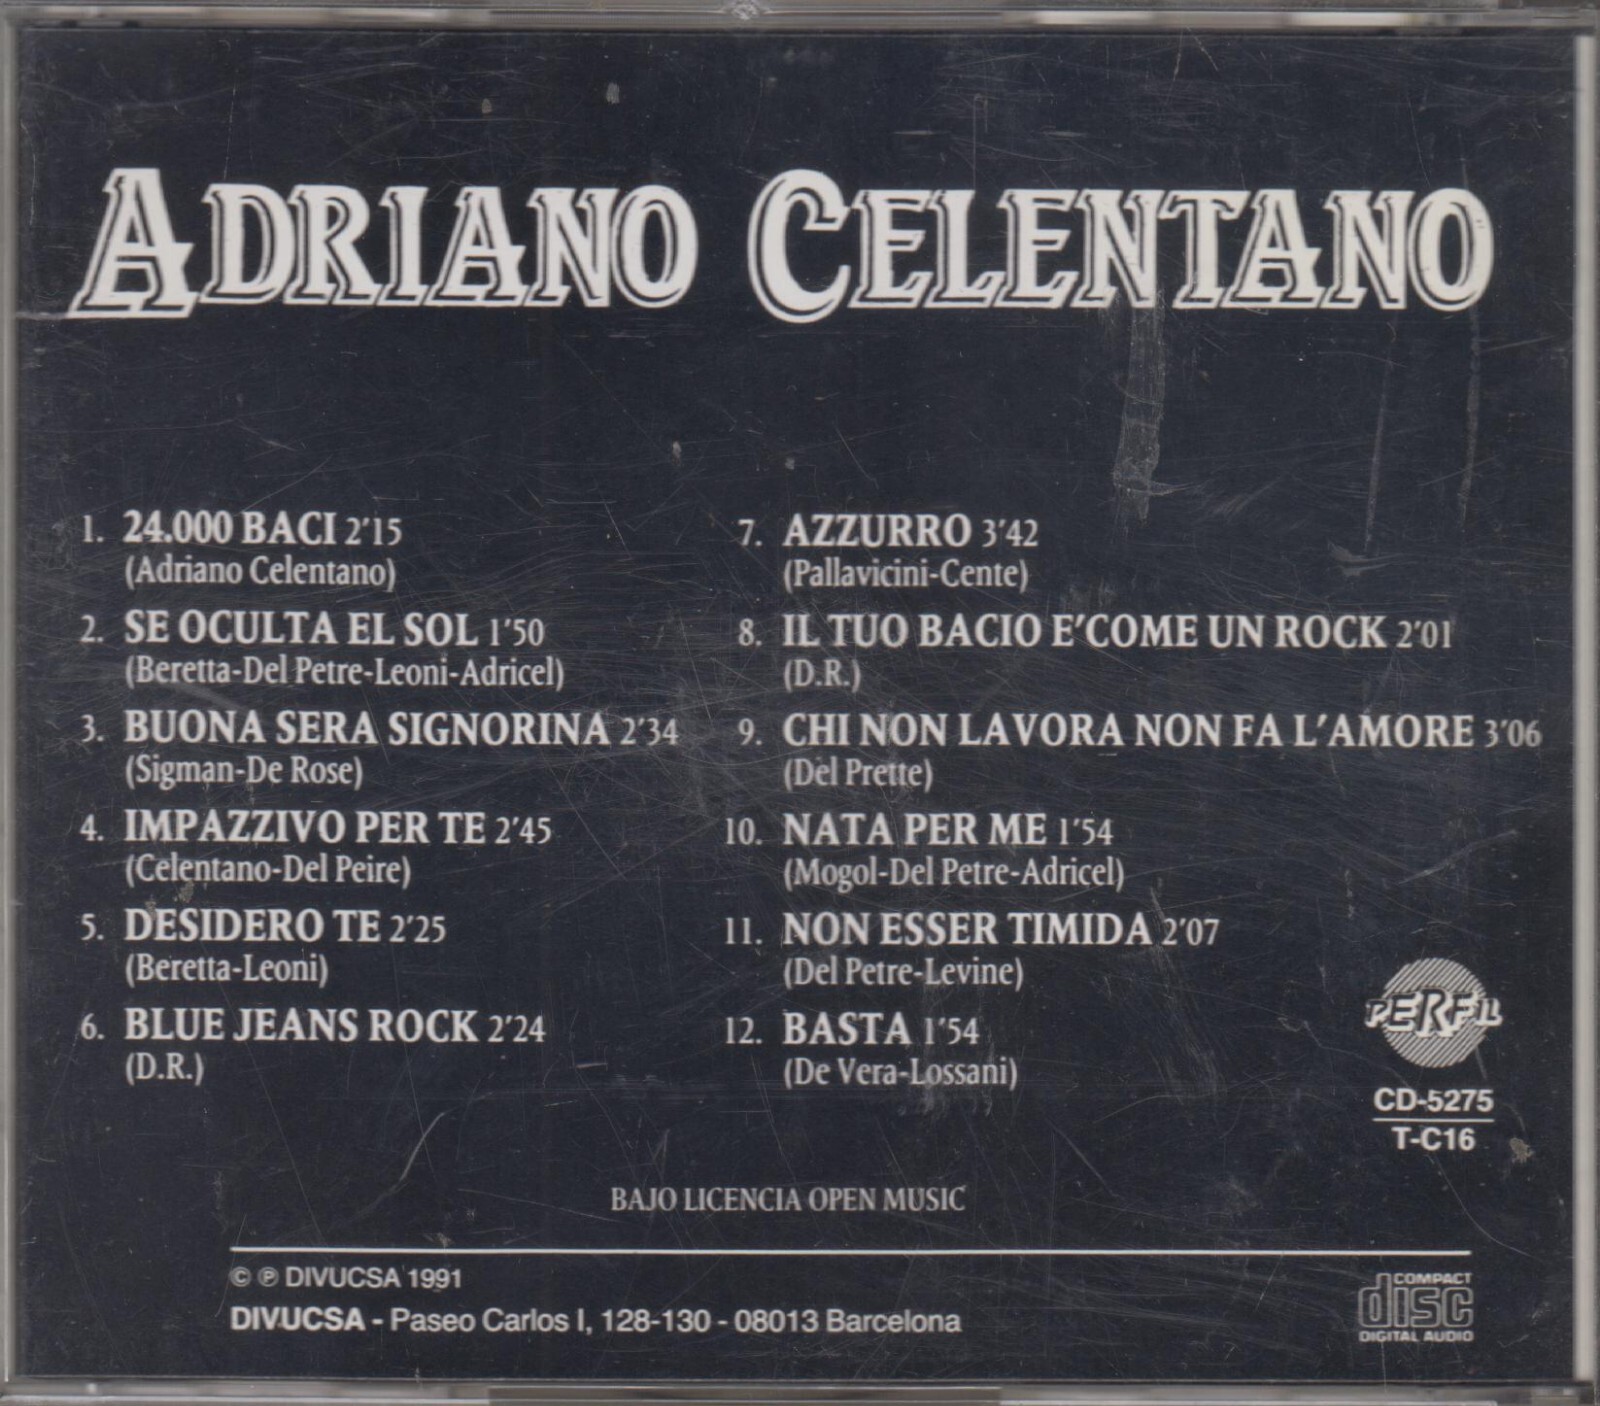 ADRIANO CELENTANO
1. 24.000 BACI 2'15
(Adriano Celentano)
2. SE OCULTA EL SOL 1'50
(Beretta-Del Petre-Leoni-Adricel)
3. BUONA SERA SIGNORINA 2'34
(Sigman-De Rose)
4. IMPAZZIVO PER TE 2'45
(Celentano-Del Peire)
5. DESIDERO TE 2'25
(Beretta-Leoni)
6. BLUE JEANS ROCK 2'24
(D.R.)
7. AZZURRO 3'42
(Pallavicini-Cente)
8. IL TUO BACIO E'COME UN ROCK 2'01
(D.R.)
9. CHI NON LAVORA NON FA L'AMORE 3'06
(Del Prette)
10. NATA PER ME 1'54
(Mogol-Del Petre-Adricel)
11. NON ESSER TIMIDA 2'07
(Del Petre-Levine)
12. BASTA 1'54
(De Vera-Lossani)
PERFIL
CD-5275
T-C16
BAJO LICENCIA OPEN MUSIC
© ℗ DIVUCSA 1991
DIVUCSA - Paseo Carlos I, 128-130 - 08013 Barcelona
COMPACT
disc
DIGITAL AUDIO